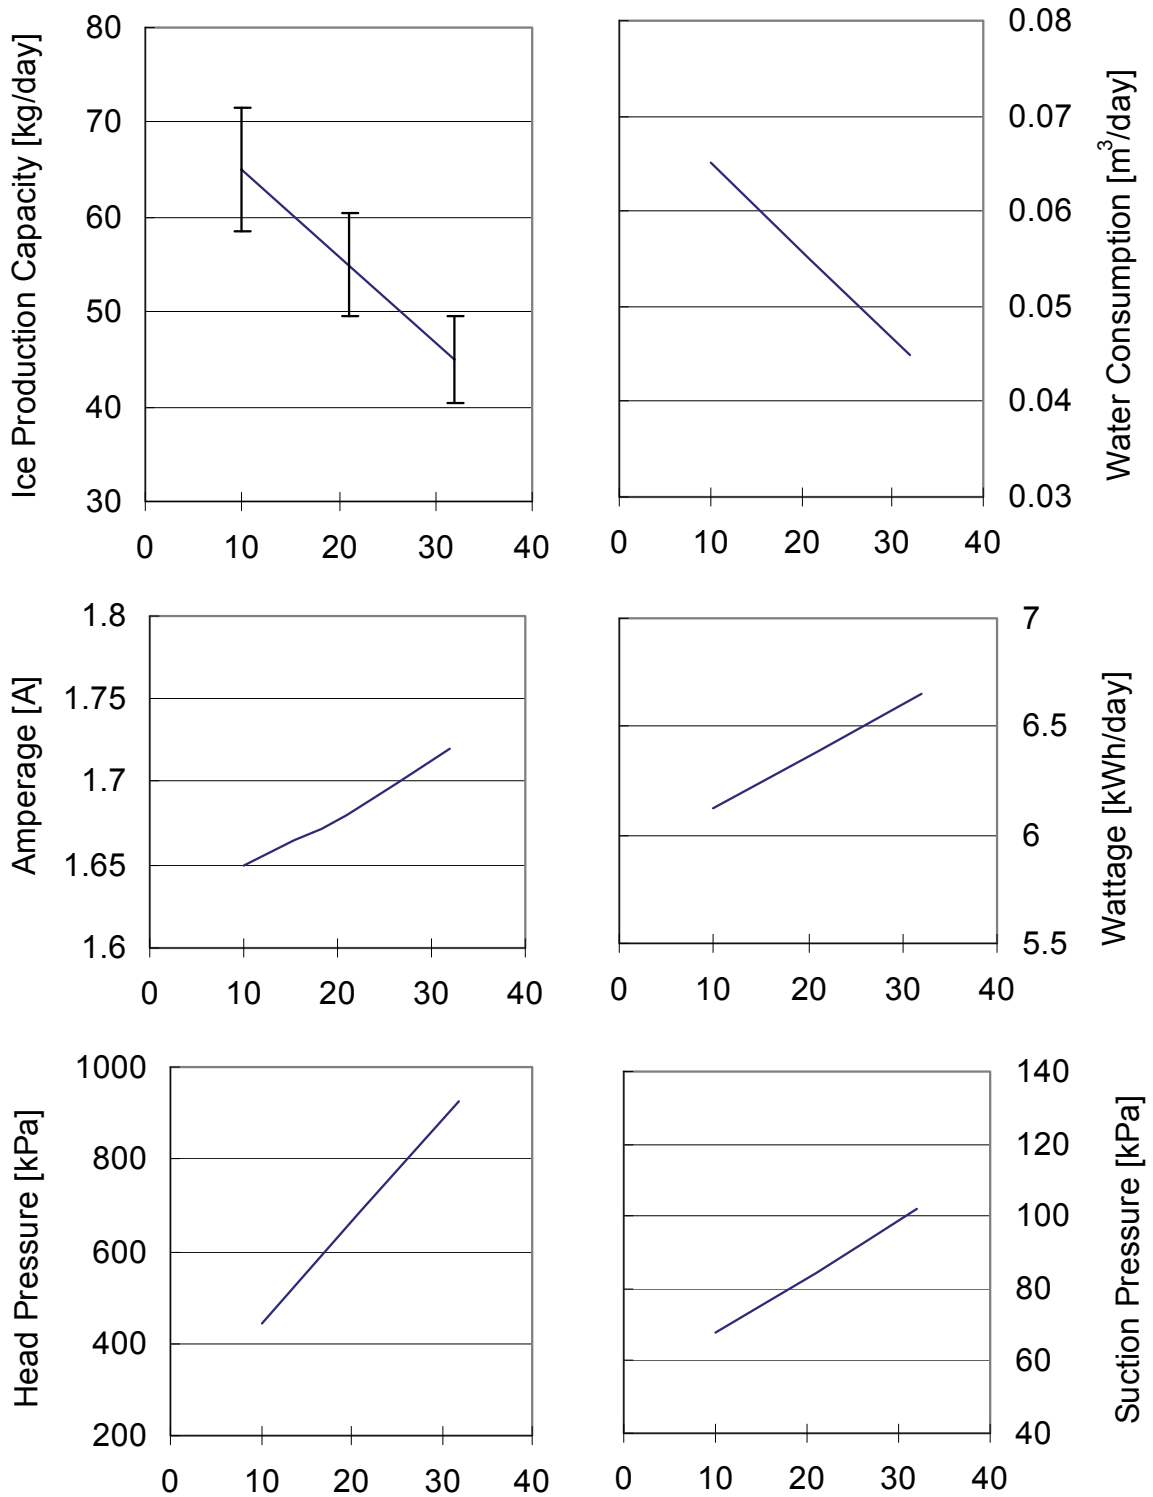 Ice Production Capacity [kg/day]
80
70
60
50
40
30
0 10 20 30 40
0.08
0.07
0.06
0.05
0.04
0.03
0 10 20 30 40
Water Consumption [m³/day]
Amperage [A]
1.8
1.75
1.7
1.65
1.6
0 10 20 30 40
7
6.5
6
5.5
0 10 20 30 40
Wattage [kWh/day]
Head Pressure [kPa]
1000
800
600
400
200
0 10 20 30 40
140
120
100
80
60
40
0 10 20 30 40
Suction Pressure [kPa]